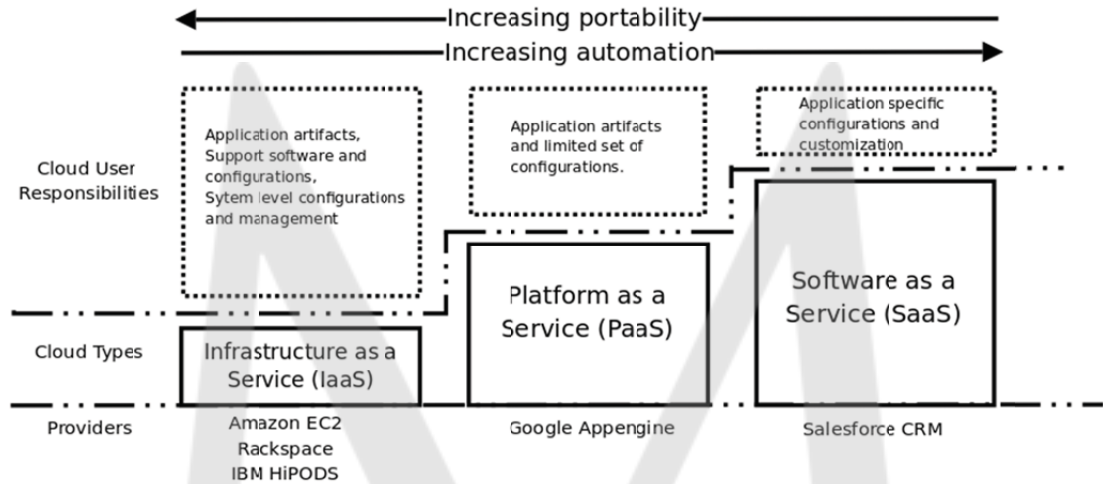 Increasing portability
Increasing automation
Cloud User
Responsibilities
Application artifacts,
Support software and
configurations,
Sytem level configurations
and management
Application artifacts
and limited set of
configurations.
Application specific
configurations and
customization
Cloud Types
Infrastructure as a
Service (IaaS)
Platform as a
Service (PaaS)
Software as a
Service (SaaS)
Providers
Amazon EC2
Rackspace
IBM HiPODS
Google Appengine
Salesforce CRM